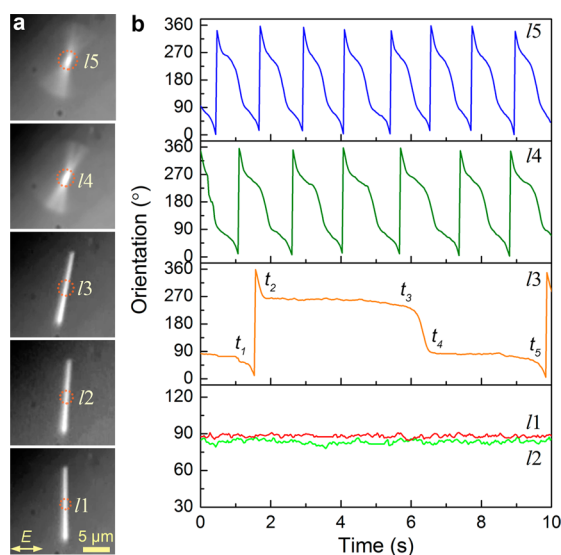 a
l5
l4
l3
l2
l1
E
5 µm
b
Orientation (°)
360
270
180
90
0
l5
360
270
180
90
0
l4
360
270
180
90
0
l3
t1
t2
t3
t4
t5
120
90
60
30
l1
l2
0 2 4 6 8 10
Time (s)